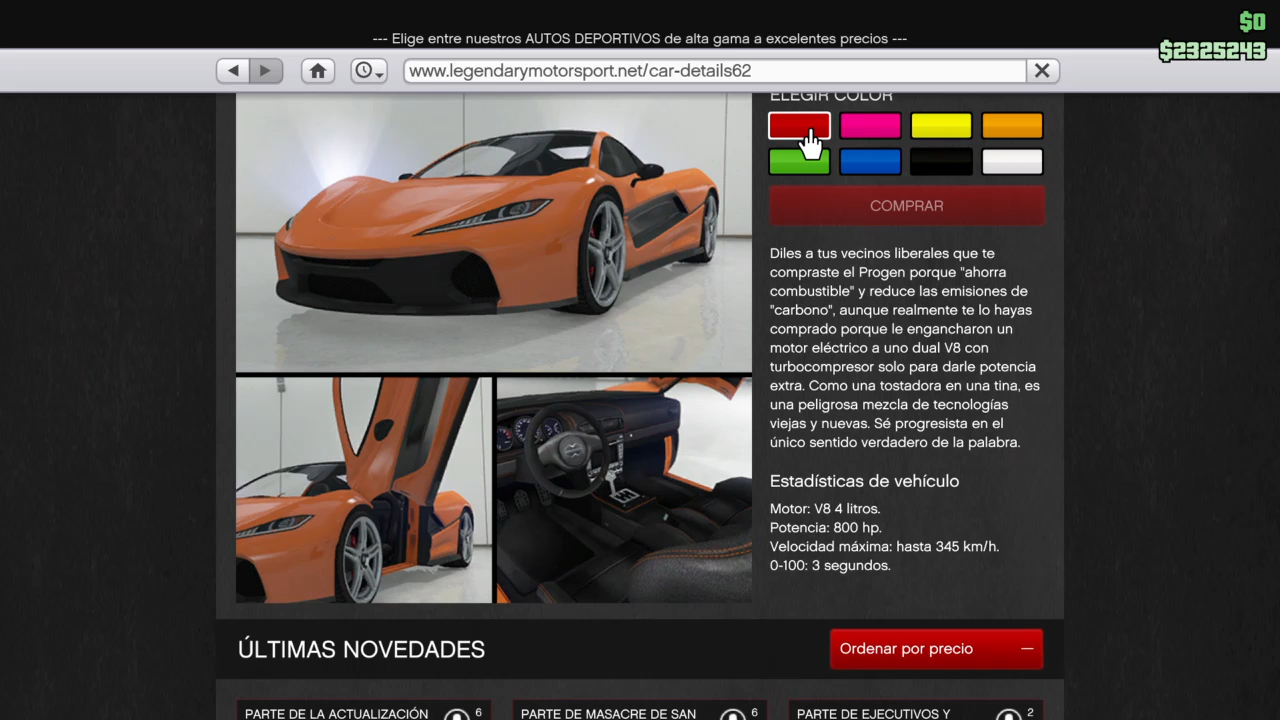 $0
--- Elige entre nuestros AUTOS DEPORTIVOS de alta gama a excelentes precios ---
$2325243
www.legendarymotorsport.net/car-details62
ELEGIR COLOR
COMPRAR
Diles a tus vecinos liberales que te
compraste el Progen porque "ahorra
combustible" y reduce las emisiones de
"carbono", aunque realmente te lo hayas
comprado porque le engancharon un
motor eléctrico a uno dual V8 con
turbocompresor solo para darle potencia
extra. Como una tostadora en una tina, es
una peligrosa mezcla de tecnologías
viejas y nuevas. Sé progresista en el
único sentido verdadero de la palabra.
Estadísticas de vehículo
Motor: V8 4 litros.
Potencia: 800 hp.
Velocidad máxima: hasta 345 km/h.
0-100: 3 segundos.
ÚLTIMAS NOVEDADES
Ordenar por precio
PARTE DE LA ACTUALIZACIÓN 6
PARTE DE MASACRE DE SAN 6
PARTE DE EJECUTIVOS Y 2